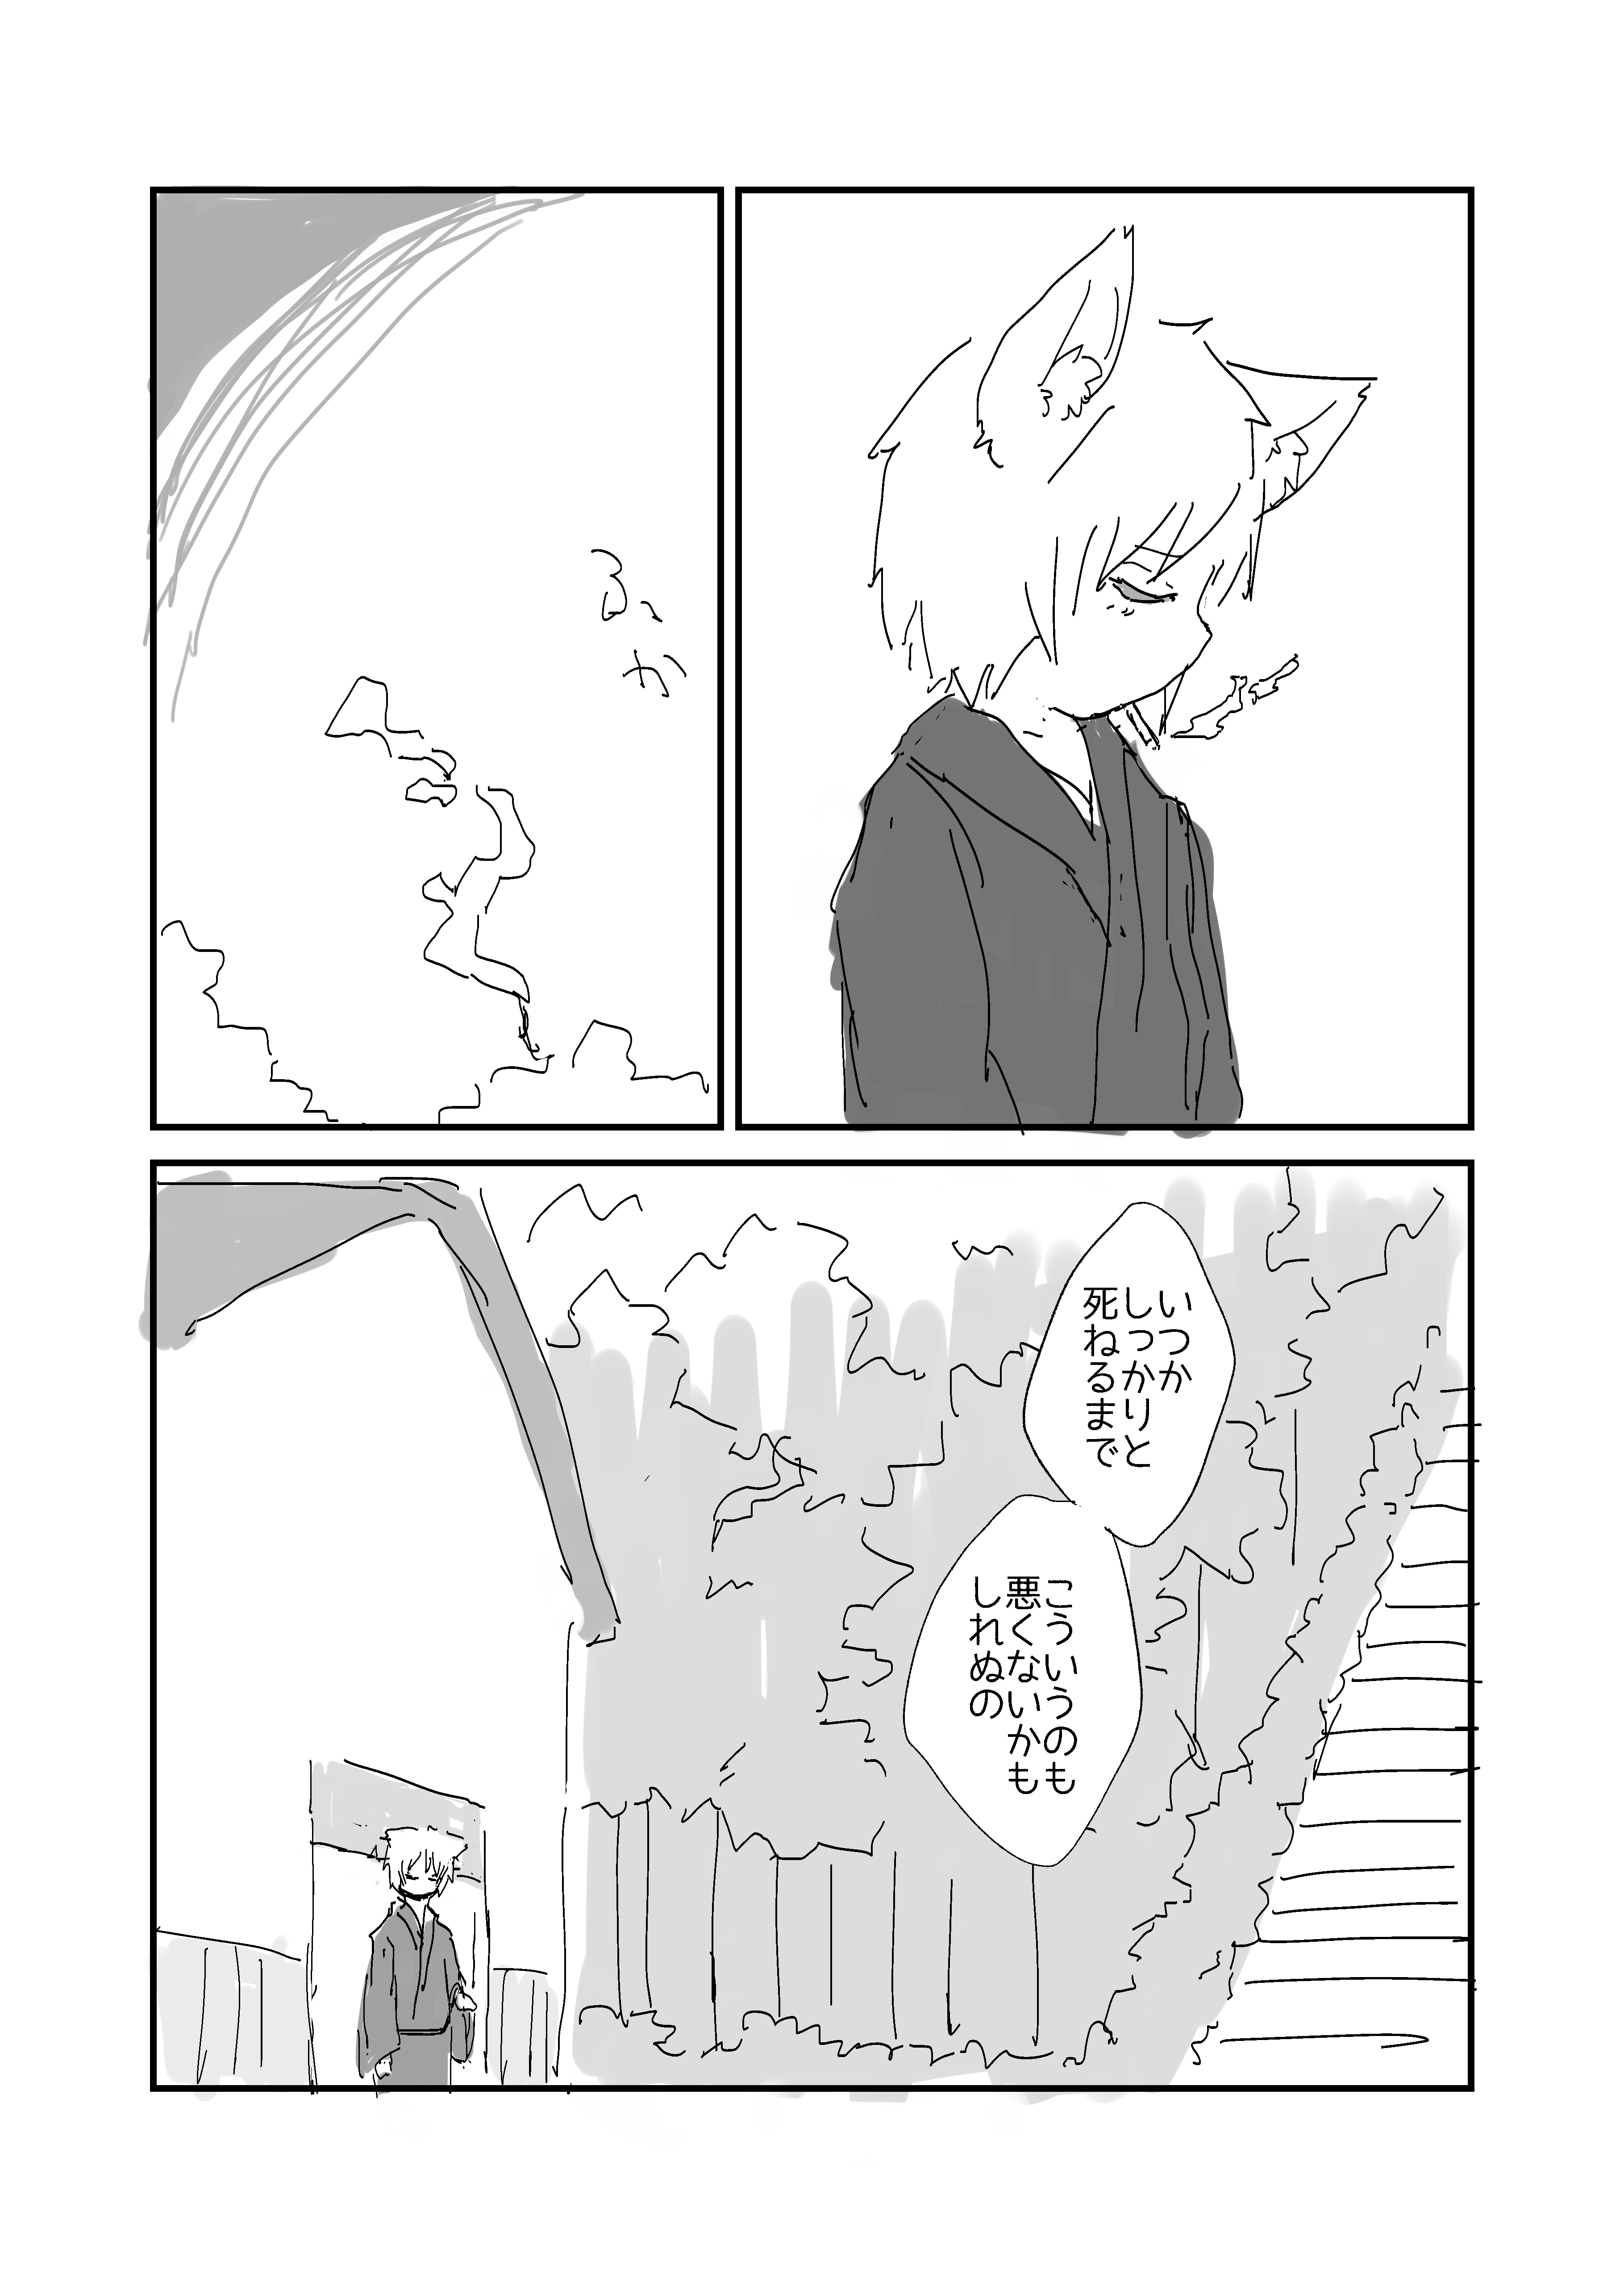 ふ、
か
いつか
しっかりと
死ねるまで
こういうのも
悪くないかも
しれぬの